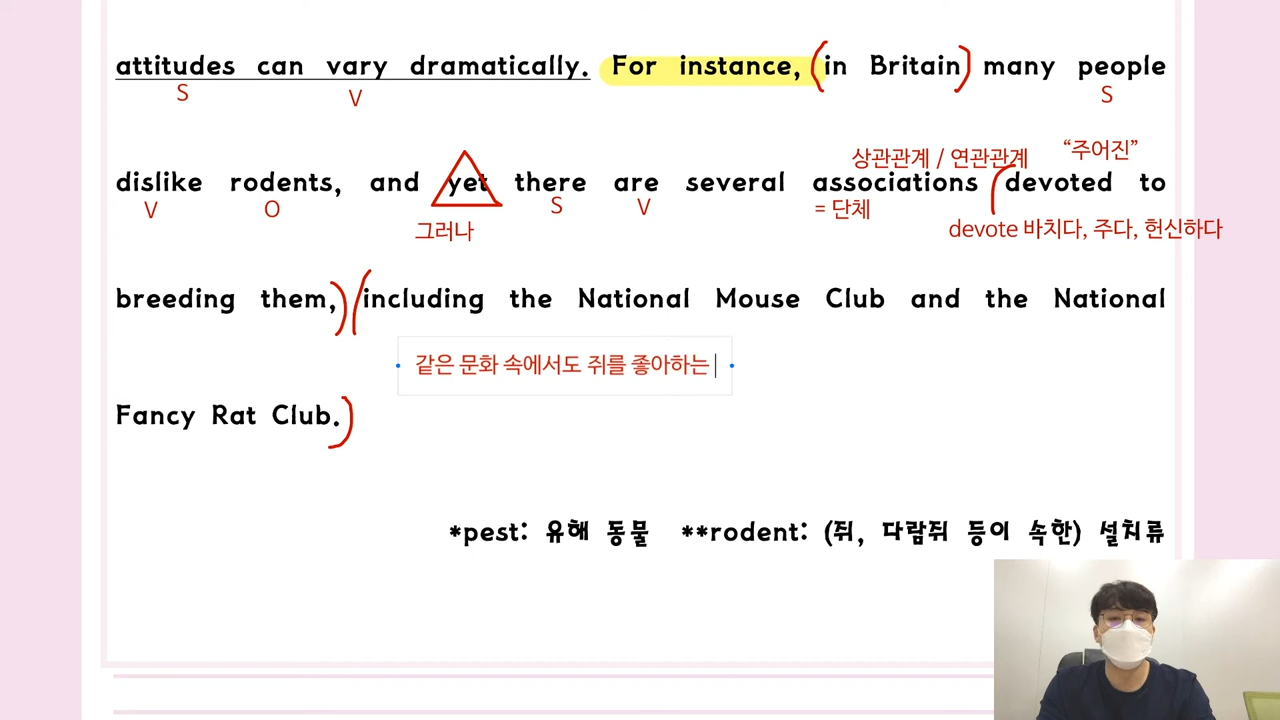 attitudes can vary dramatically. For instance, in Britain many people
S V S
상관관계 / 연관관계 “주어진”
dislike rodents, and yet there are several associations devoted to
V O 그러나 S V = 단체 devote 바치다, 주다, 헌신하다
breeding them, including the National Mouse Club and the National
같은 문화 속에서도 쥐를 좋아하는
Fancy Rat Club.
*pest: 유해 동물 **rodent: (쥐, 다람쥐 등이 속한) 설치류